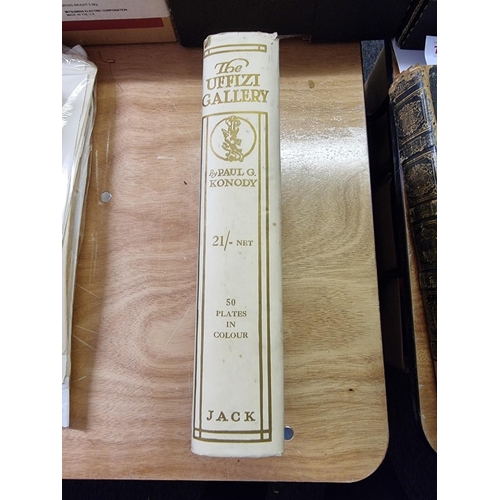 The
UFFIZI
GALLERY
by PAUL G.
KONODY
21/- NET
50
PLATES
IN
COLOUR
JACK